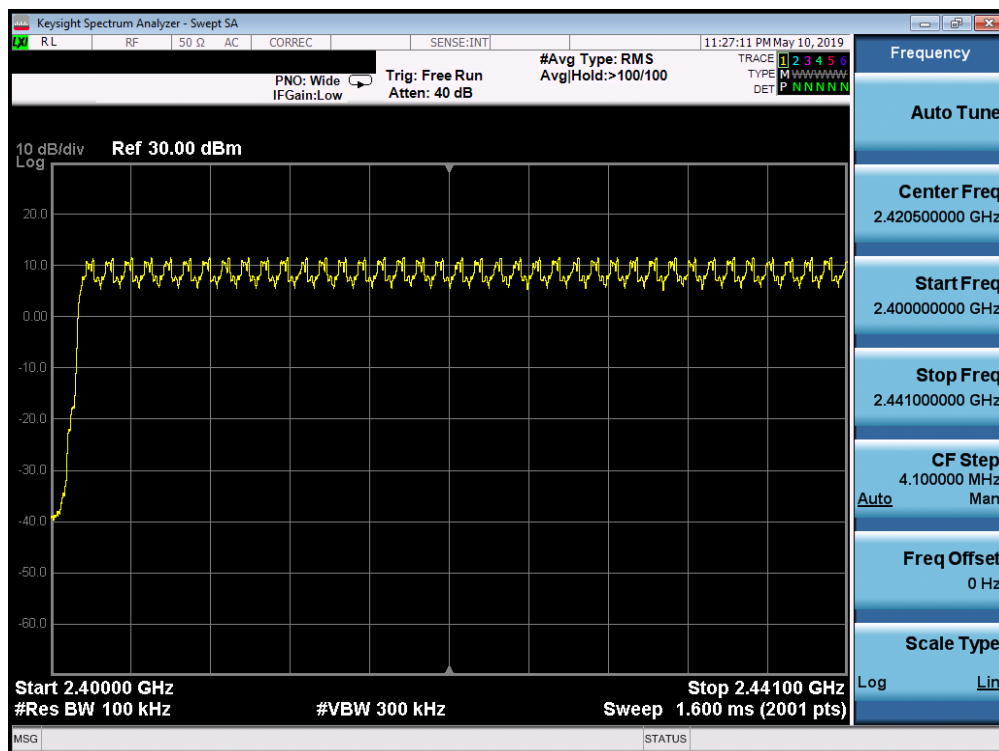 Keysight Spectrum Analyzer - Swept SA
LXI RL RF 50 Ω AC CORREC SENSE:INT 11:27:11 PM May 10, 2019
#Avg Type: RMS TRACE 1 2 3 4 5 6
PNO: Wide Trig: Free Run Avg|Hold:>100/100 TYPE M WWWWW
IFGain:Low Atten: 40 dB DET P N N N N N
10 dB/div Ref 30.00 dBm
Log
20.0
10.0
0.00
-10.0
-20.0
-30.0
-40.0
-50.0
-60.0
Start 2.40000 GHz Stop 2.44100 GHz
#Res BW 100 kHz #VBW 300 kHz Sweep 1.600 ms (2001 pts)
MSG STATUS
Frequency
Auto Tune
Center Freq
2.420500000 GHz
Start Freq
2.400000000 GHz
Stop Freq
2.441000000 GHz
CF Step
4.100000 MHz
Auto Man
Freq Offset
0 Hz
Scale Type
Log Lin